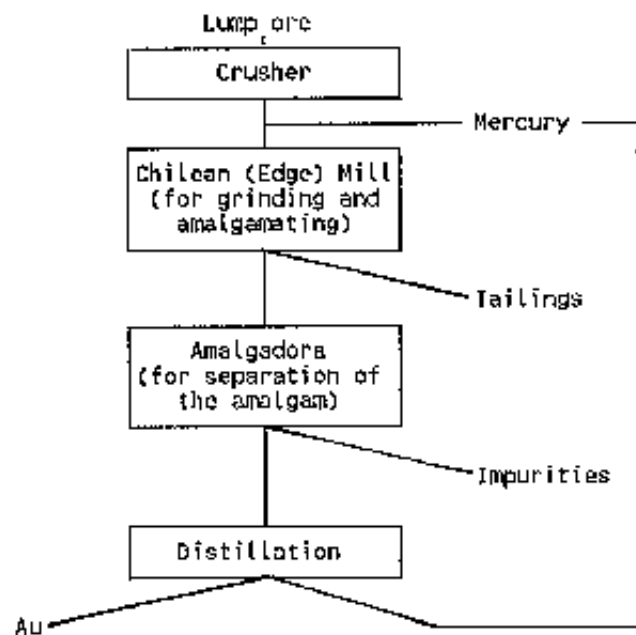 Lump ore
Crusher
Mercury
Chilean (Edge) Mill
(for grinding and
amalgamating)
Tailings
Amalgadora
(for separation of
the amalgam)
Impurities
Distillation
Au